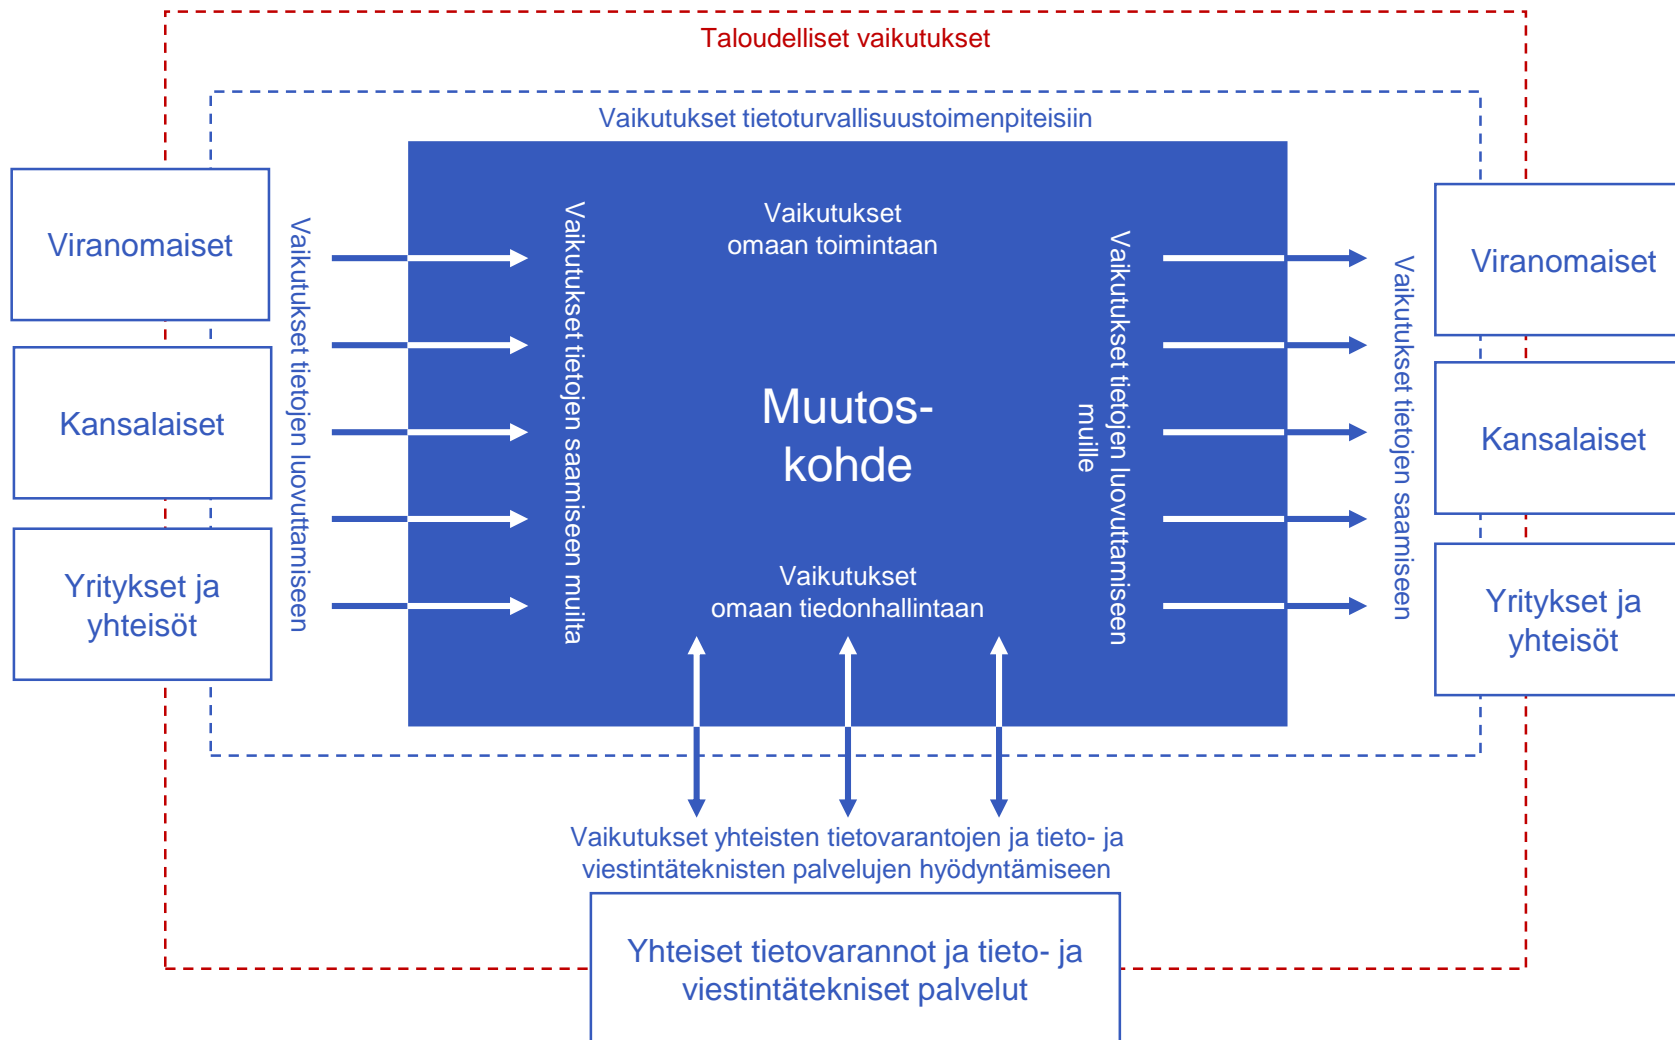 Taloudelliset vaikutukset
Vaikutukset tietoturvallisuustoimenpiteisiin
Viranomaiset
Kansalaiset
Yritykset ja
yhteisöt
Vaikutukset tietojen luovuttamiseen
Vaikutukset tietojen saamiseen muilta
Vaikutukset
omaan toimintaan
Muutos-
kohde
Vaikutukset
omaan tiedonhallintaan
Vaikutukset tietojen luovuttamiseen
muille
Vaikutukset tietojen saamiseen
Viranomaiset
Kansalaiset
Yritykset ja
yhteisöt
Vaikutukset yhteisten tietovarantojen ja tieto- ja
viestintäteknisten palvelujen hyödyntämiseen
Yhteiset tietovarannot ja tieto- ja
viestintätekniset palvelut